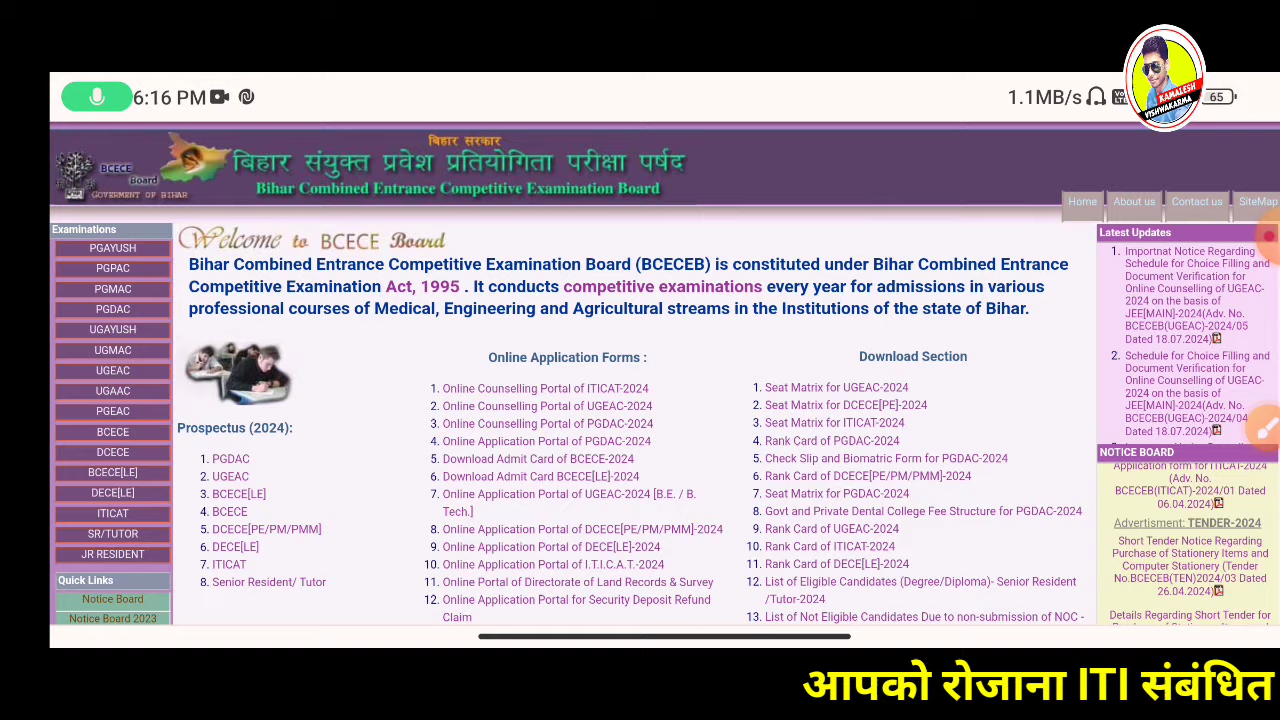 6:16 PM
1.1MB/s
65
KAMALESH
VISHWAKARMA
बिहार सरकार
बिहार संयुक्त प्रवेश प्रतियोगिता परीक्षा पर्षद
Bihar Combined Entrance Competitive Examination Board
BCECE
Board
GOVERMENT OF BIHAR
Home
About us
Contact us
SiteMap
Examinations
PGAYUSH
PGPAC
PGMAC
PGDAC
UGAYUSH
UGMAC
UGEAC
UGAAC
PGEAC
BCECE
DCECE
BCECE[LE]
DECE[LE]
ITICAT
SR/TUTOR
JR RESIDENT
Quick Links
Notice Board
Notice Board 2023
Welcome to BCECE Board
Bihar Combined Entrance Competitive Examination Board (BCECEB) is constituted under Bihar Combined Entrance
Competitive Examination Act, 1995 . It conducts competitive examinations every year for admissions in various
professional courses of Medical, Engineering and Agricultural streams in the Institutions of the state of Bihar.
Prospectus (2024):
1. PGDAC
2. UGEAC
3. BCECE[LE]
4. BCECE
5. DCECE[PE/PM/PMM]
6. DECE[LE]
7. ITICAT
8. Senior Resident/ Tutor
Online Application Forms :
1. Online Counselling Portal of ITICAT-2024
2. Online Counselling Portal of UGEAC-2024
3. Online Counselling Portal of PGDAC-2024
4. Online Application Portal of PGDAC-2024
5. Download Admit Card of BCECE-2024
6. Download Admit Card BCECE[LE]-2024
7. Online Application Portal of UGEAC-2024 [B.E. / B.
Tech.]
8. Online Application Portal of DCECE[PE/PM/PMM]-2024
9. Online Application Portal of DECE[LE]-2024
10. Online Application Portal of I.T.I.C.A.T.-2024
11. Online Portal of Directorate of Land Records & Survey
12. Online Application Portal for Security Deposit Refund
Claim
Download Section
1. Seat Matrix for UGEAC-2024
2. Seat Matrix for DCECE[PE]-2024
3. Seat Matrix for ITICAT-2024
4. Rank Card of PGDAC-2024
5. Check Slip and Biomatric Form for PGDAC-2024
6. Rank Card of DCECE[PE/PM/PMM]-2024
7. Seat Matrix for PGDAC-2024
8. Govt and Private Dental College Fee Structure for PGDAC-2024
9. Rank Card of UGEAC-2024
10. Rank Card of ITICAT-2024
11. Rank Card of DECE[LE]-2024
12. List of Eligible Candidates (Degree/Diploma)- Senior Resident
/Tutor-2024
13. List of Not Eligible Candidates Due to non-submission of NOC -
Latest Updates
1. Importnat Notice Regarding
Schedule for Choice Filling and
Document Verification for
Online Counselling of UGEAC-
2024 on the basis of
JEE[MAIN]-2024(Adv. No.
BCECEB(UGEAC)-2024/05
Dated 18.07.2024)
2. Schedule for Choice Filling and
Document Verification for
Online Counselling of UGEAC-
2024 on the basis of
JEE[MAIN]-2024(Adv. No.
BCECEB(UGEAC)-2024/04
Dated 18.07.2024)
NOTICE BOARD
Application form for ITICAT-2024
(Adv. No.
BCECEB(ITICAT)-2024/01 Dated
06.04.2024)
Advertisment: TENDER-2024
Short Tender Notice Regarding
Purchase of Stationery Items and
Computer Stationery (Tender
No.BCECEB(TEN)2024/03 Dated
26.04.2024)
Details Regarding Short Tender for
आपको रोजाना ITI संबंधित